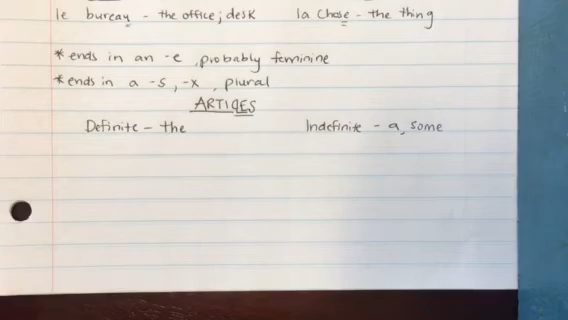 le bureau - the office; desk la chose - the thing
* ends in an -e, probably feminine
* ends in a -s, -x, plural
ARTICLES
Definite - the Indefinite - a, some